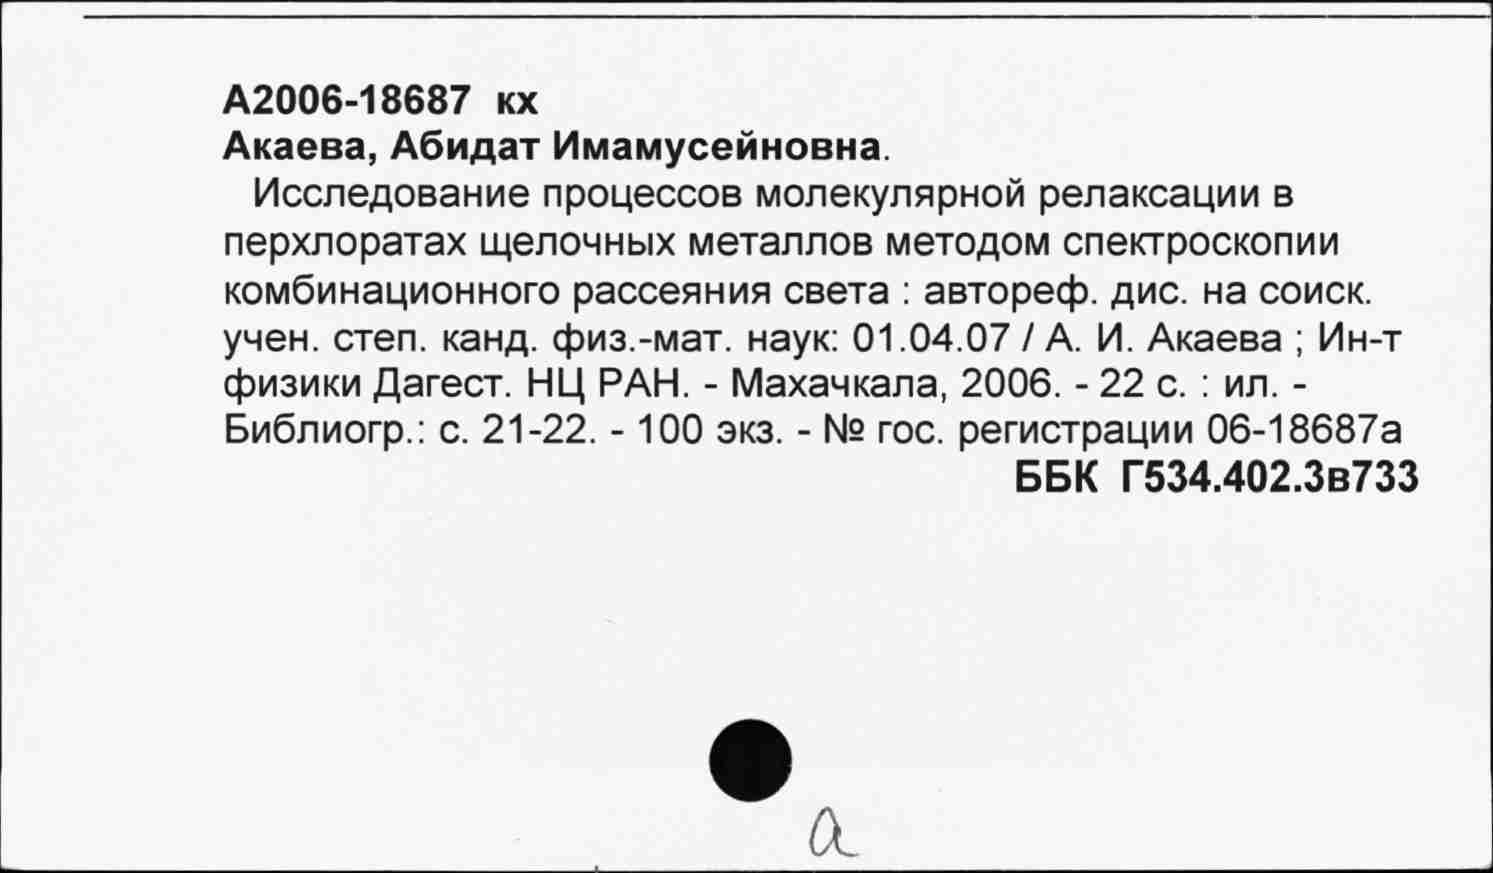 А2006-18687 кх
Акаева, Абидат Имамусейновна.
Исследование процессов молекулярной релаксации в
перхлоратах щелочных металлов методом спектроскопии
комбинационного рассеяния света : автореф. дис. на соиск.
учен. степ. канд. физ.-мат. наук: 01.04.07 / А. И. Акаева ; Ин-т
физики Дагест. НЦ РАН. - Махачкала, 2006. - 22 с. : ил. -
Библиогр.: с. 21-22. - 100 экз. - № гос. регистрации 06-18687а
ББК Г534.402.3в733
а